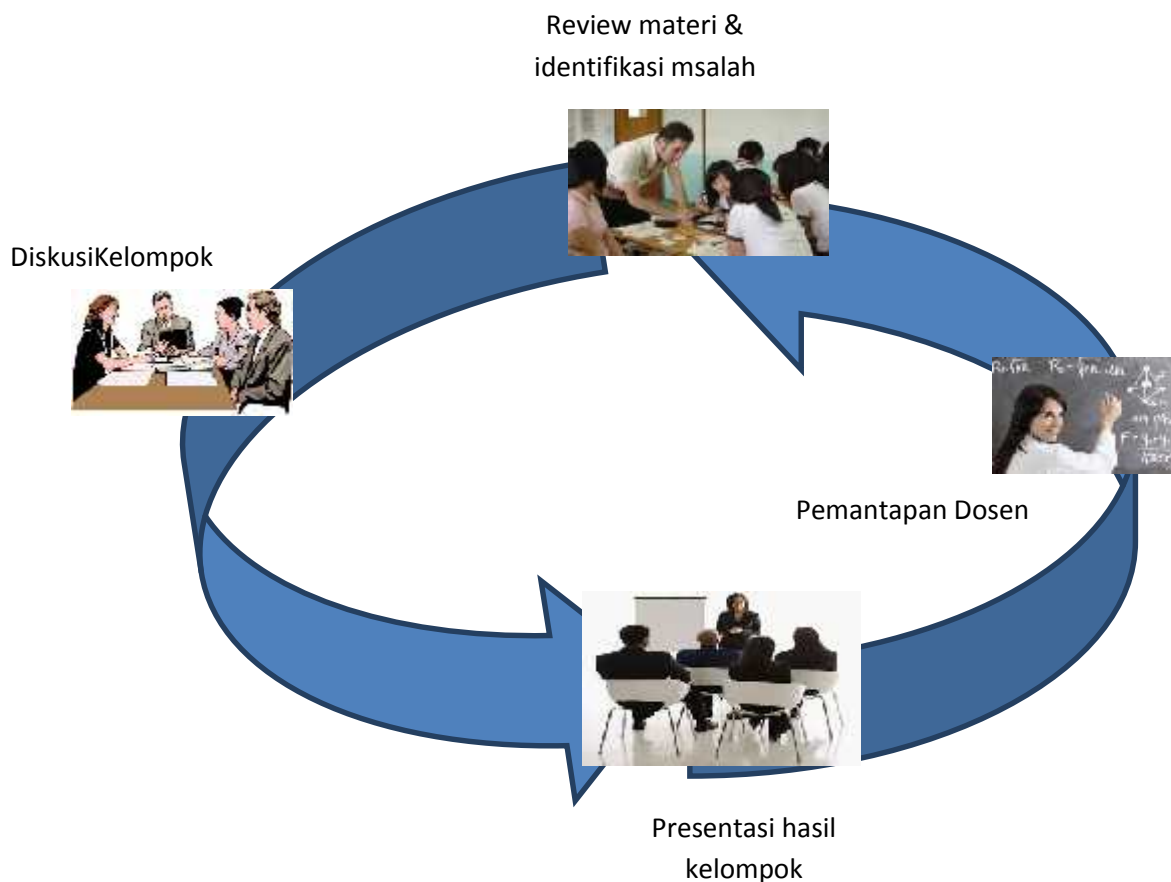 Review materi &
identifikasi msalah
DiskusiKelompok
Pemantapan Dosen
Presentasi hasil
kelompok